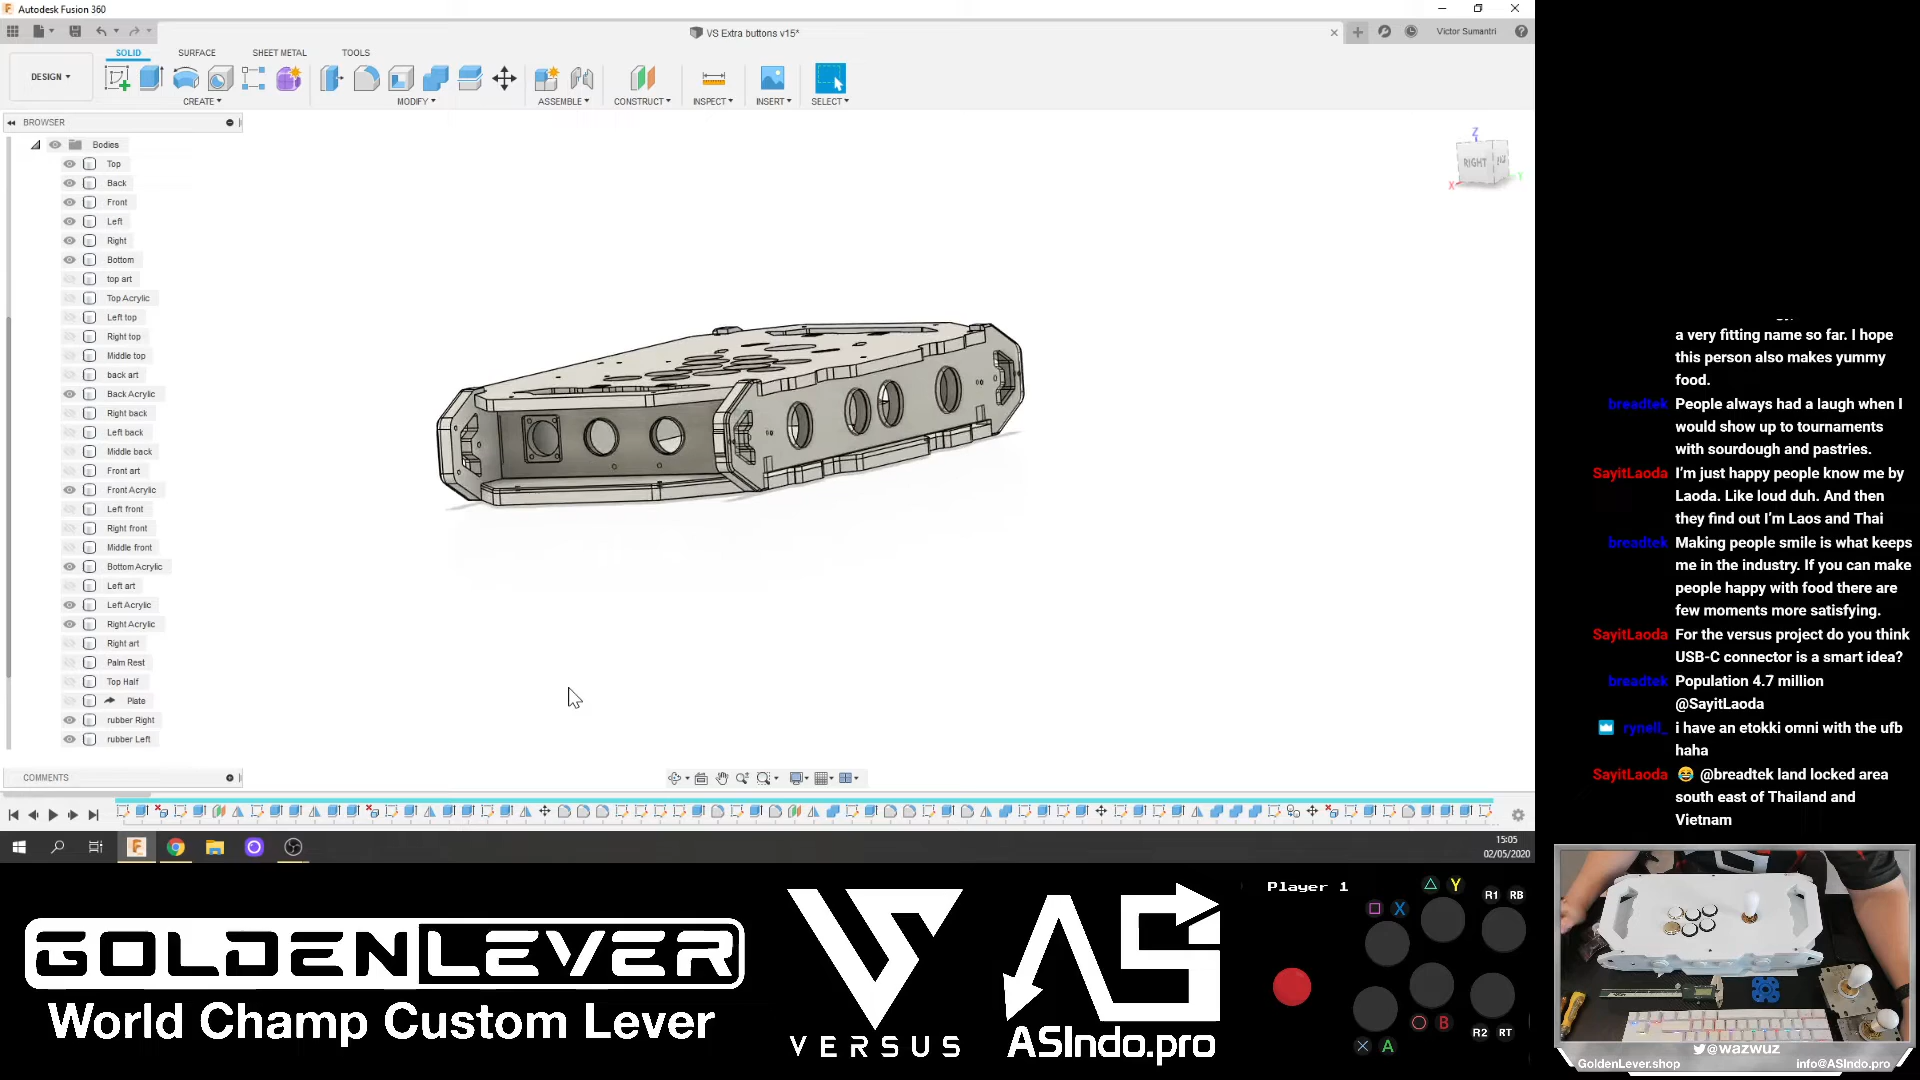 Autodesk Fusion 360
VS Extra buttons v15*
Victor Sumantri
SOLID
SURFACE
SHEET METAL
TOOLS
DESIGN
CREATE
MODIFY
ASSEMBLE
CONSTRUCT
INSPECT
INSERT
SELECT
BROWSER
Bodies
Top
Back
Front
Left
Right
Bottom
top art
Top Acrylic
Left top
Right top
Middle top
back art
Back Acrylic
Right back
Left back
Middle back
Front art
Front Acrylic
Left front
Right front
Middle front
Bottom Acrylic
Left art
Left Acrylic
Right Acrylic
Right art
Palm Rest
Top Half
Plate
rubber Right
rubber Left
COMMENTS
Z
RIGHT
X
Y
15:05
02/05/2020
a very fitting name so far. I hope
this person also makes yummy
food.
breadtek People always had a laugh when I
would show up to tournaments
with sourdough and pastries.
SayitLaoda I'm just happy people know me by
Laoda. Like loud duh. And then
they find out I'm Laos and Thai
breadtek Making people smile is what keeps
me in the industry. If you can make
people happy with food there are
few moments more satisfying.
SayitLaoda For the versus project do you think
USB-C connector is a smart idea?
breadtek Population 4.7 million
@SayitLaoda
rynell_ i have an etokki omni with the ufb
haha
SayitLaoda 😂 @breadtek land locked area
south east of Thailand and
Vietnam
GOLDENLEVER
World Champ Custom Lever
VERSUS
AS
ASIndo.pro
Player 1
Y
R1 RB
X
B
R2 RT
A
@wazwuz
GoldenLever.shop
info@ASIndo.pro